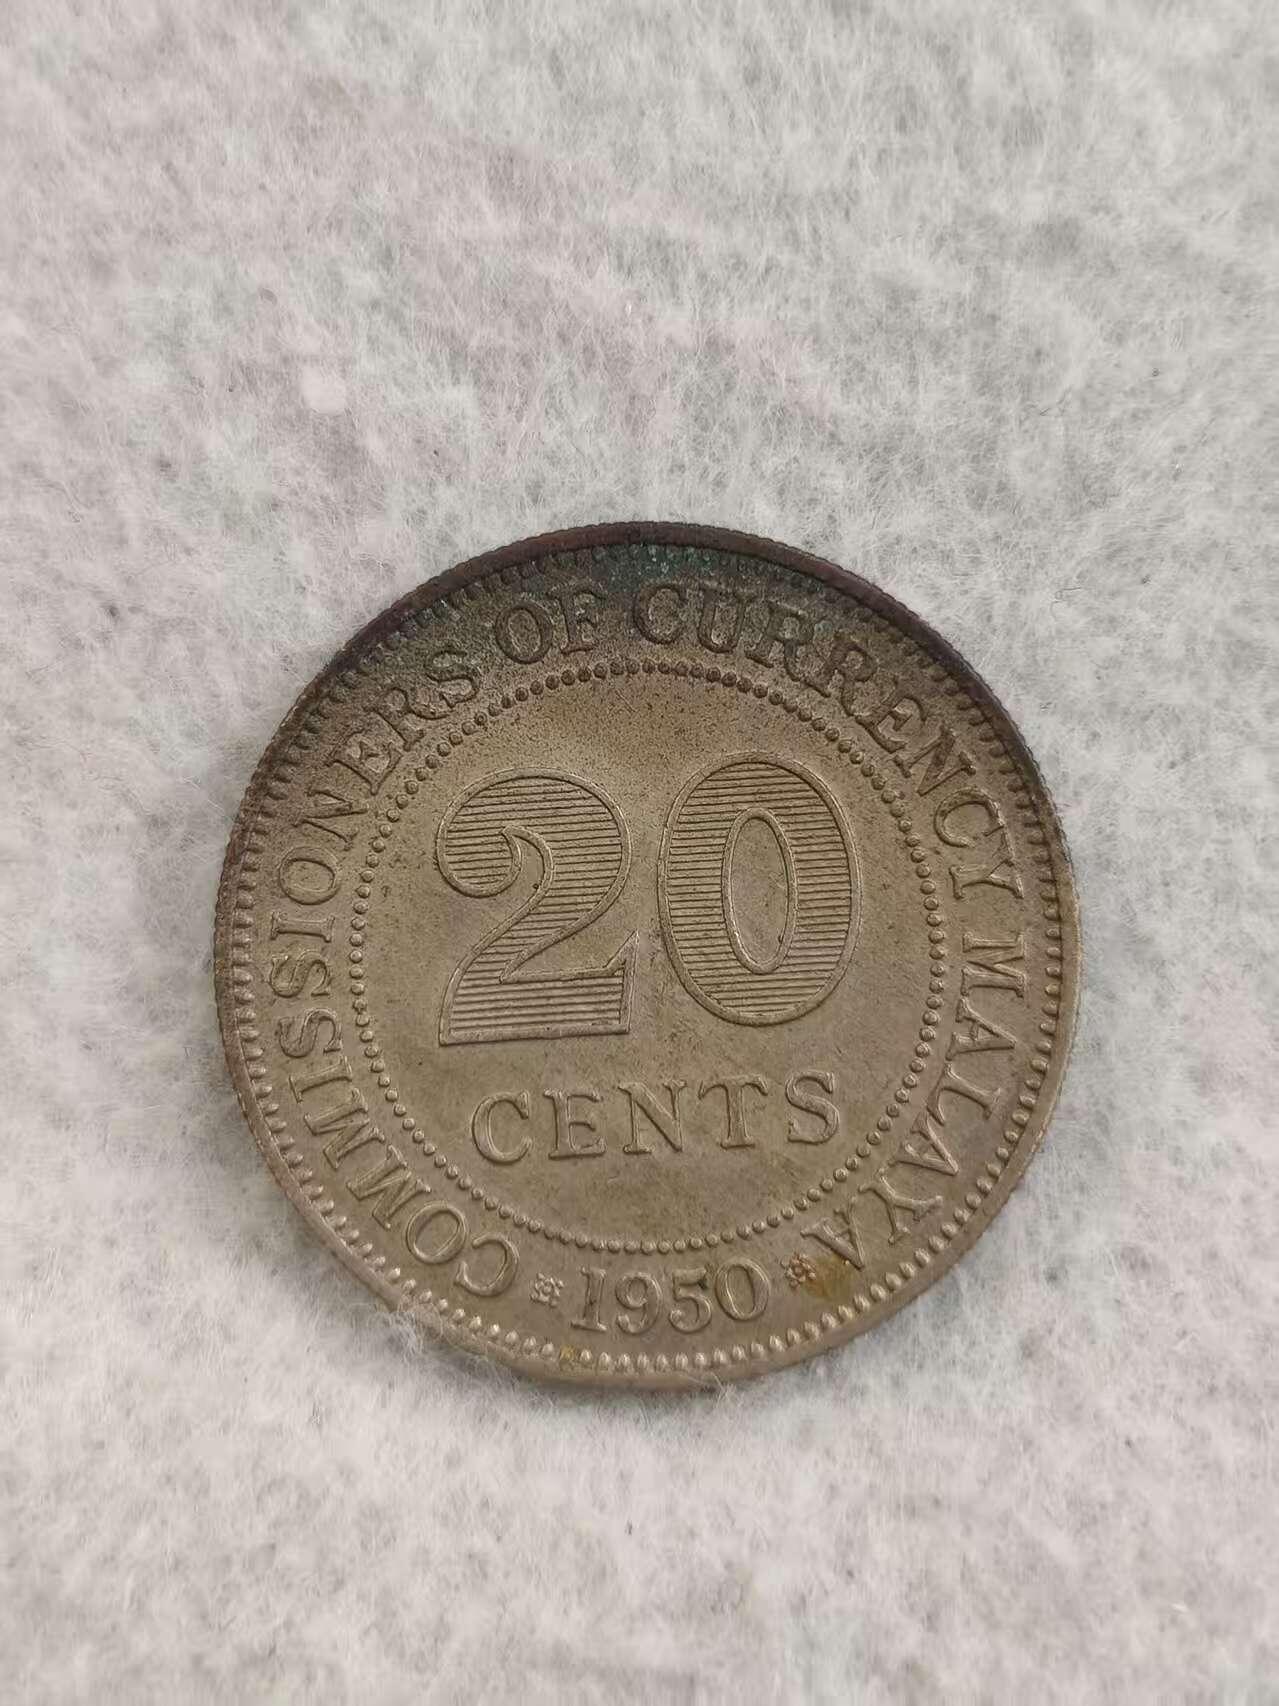 COMMISSIONERS OF CURRENCY MALAYA
20
CENTS
1950